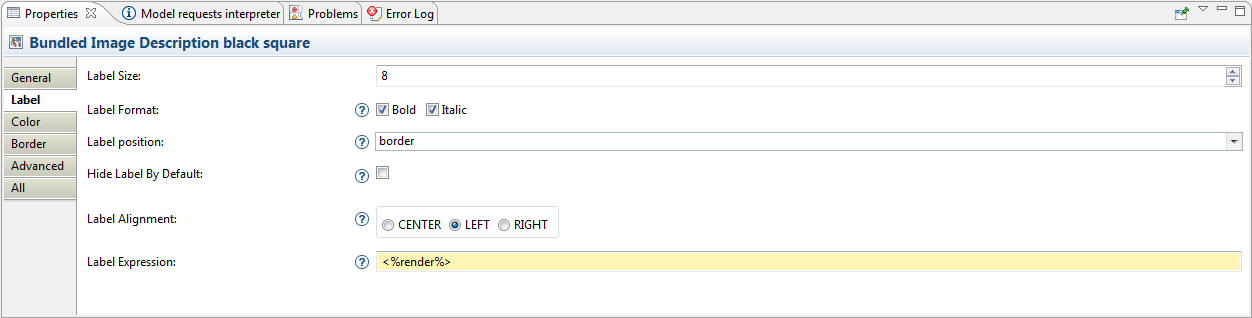 Properties Model requests interpreter Problems Error Log
Bundled Image Description black square
General
Label
Color
Border
Advanced
All
Label Size: 8
Label Format: Bold Italic
Label position: border
Hide Label By Default:
Label Alignment: CENTER LEFT RIGHT
Label Expression: <%render%>